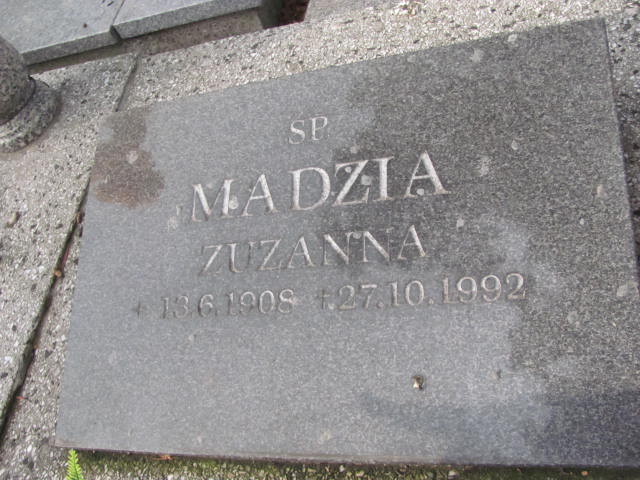 SP
MADZIA
ZUZANNA
+ 13.6.1908 +.27.10.1992